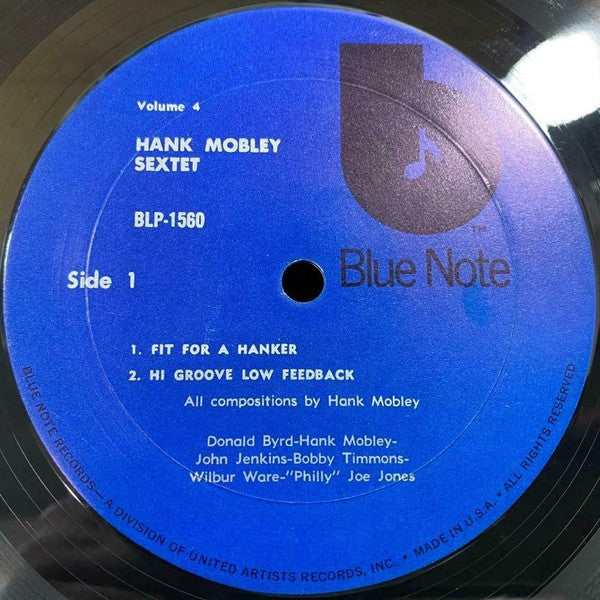 Volume 4
HANK MOBLEY
SEXTET
BLP-1560
Side 1
b
TM
Blue Note
1. FIT FOR A HANKER
2. HI GROOVE LOW FEEDBACK
All compositions by Hank Mobley
Donald Byrd-Hank Mobley-
John Jenkins-Bobby Timmons-
Wilbur Ware-"Philly" Joe Jones
BLUE NOTE RECORDS—A DIVISION OF UNITED ARTISTS RECORDS, INC. • MADE IN U.S.A. • ALL RIGHTS RESERVED